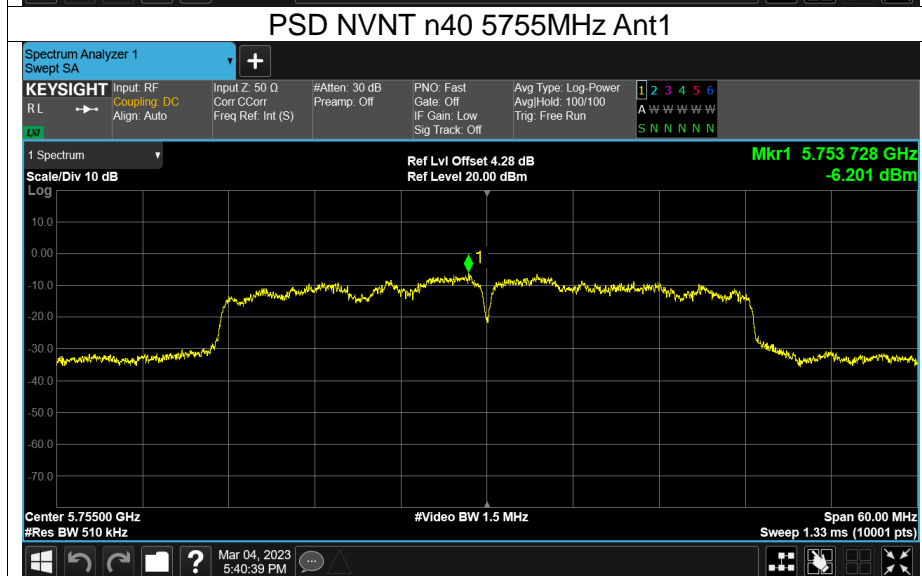 PSD NVNT n40 5755MHz Ant1
Spectrum Analyzer 1
Swept SA
+
KEYSIGHT
RL
LXI
Input: RF
Coupling: DC
Align: Auto
Input Z: 50 Ω
Corr CCorr
Freq Ref: Int (S)
#Atten: 30 dB
Preamp: Off
PNO: Fast
Gate: Off
IF Gain: Low
Sig Track: Off
Avg Type: Log-Power
Avg|Hold: 100/100
Trig: Free Run
1 2 3 4 5 6
A W W W W W
S N N N N N
1 Spectrum
Scale/Div 10 dB
Ref Lvl Offset 4.28 dB
Ref Level 20.00 dBm
Mkr1 5.753 728 GHz
-6.201 dBm
Log
10.0
0.00
-10.0
-20.0
-30.0
-40.0
-50.0
-60.0
-70.0
1
Center 5.75500 GHz
#Res BW 510 kHz
#Video BW 1.5 MHz
Span 60.00 MHz
Sweep 1.33 ms (10001 pts)
?
Mar 04, 2023
5:40:39 PM